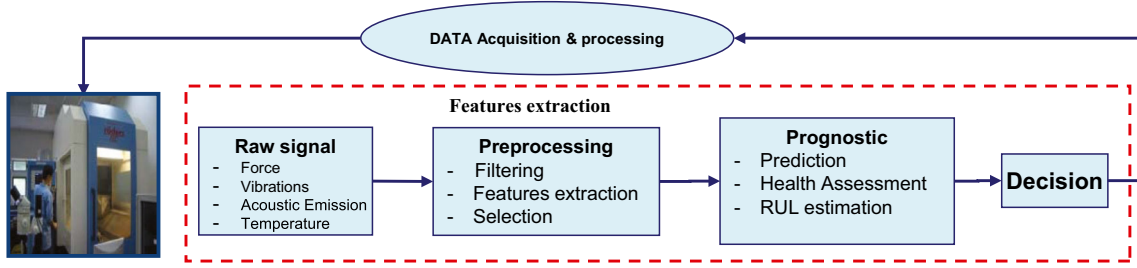 DATA Acquisition & processing
Features extraction
Raw signal
- Force
- Vibrations
- Acoustic Emission
- Temperature
Preprocessing
- Filtering
- Features extraction
- Selection
Prognostic
- Prediction
- Health Assessment
- RUL estimation
Decision